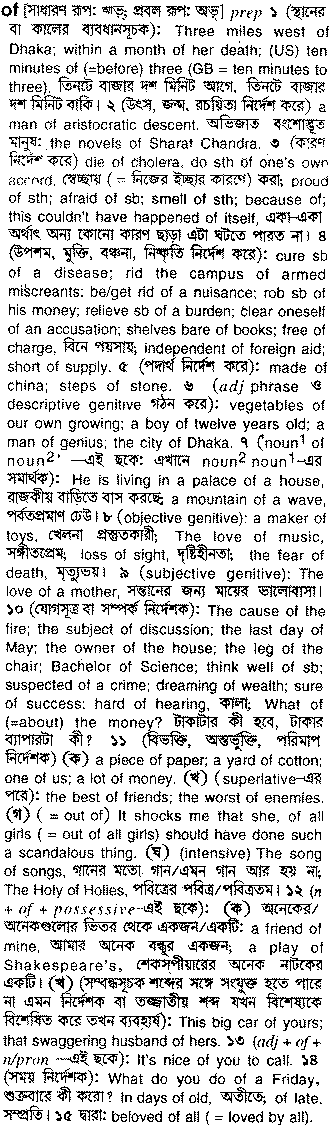 of [সাধারণ রূপ: অভ়; প্রবল রূপ: অভ়] prep ১ (স্থানের
বা কালের ব্যবধানসূচক): Three miles west of
Dhaka; within a month of her death; (US) ten
minutes of (=before) three (GB = ten minutes to
three), তিনটে বাজার দশ মিনিট আগে, তিনটে বাজার
দশ মিনিট বাকি। ২ (উৎস, জন্ম, রচয়িতা নির্দেশ করে) a
man of aristocratic descent. অভিজাত বংশোদ্ভূত
মানুষ; the novels of Sharat Chandra. ৩ (কারণ
নির্দেশ করে) die of cholera, do sth of one's own
accord, স্বেচ্ছায় ( = নিজের ইচ্ছার কারণে) করা; proud
of sth; afraid of sb; smell of sth; because of;
this couldn't have happened of itself, একা-একা
অর্থাৎ অন্য কোনো কারণ ছাড়া এটা ঘটতে পারত না। ৪
(উপশম, মুক্তি, বঞ্চনা, নিষ্কৃতি নির্দেশ করে): cure sb
of a disease; rid the campus of armed
miscreants: be/get rid of a nuisance; rob sb of
his money; relieve sb of a burden; clear oneself
of an accusation; shelves bare of books; free of
charge, বিনে পয়সায়; independent of foreign aid;
short of supply. ৫ (পদার্থ নির্দেশ করে): made of
china; steps of stone. ৬ (adj phrase ও
descriptive genitive গঠন করে): vegetables of
our own growing; a boy of twelve years old; a
man of genius; the city of Dhaka. ৭ ('noun¹ of
noun²' —এই ছকে: এখানে noun² noun¹-এর
সমার্থক): He is living in a palace of a house,
রাজকীয় বাড়িতে বাস করছে; a mountain of a wave,
পর্বতপ্রমাণ ঢেউ। ৮ (objective genitive): a maker of
toys, খেলনা প্রস্তুতকারী; The love of music,
সঙ্গীতপ্রেম; loss of sight, দৃষ্টিহীনতা; the fear of
death, মৃত্যুভয়। ৯ (subjective genitive): The
love of a mother, সন্তানের জন্য মায়ের ভালোবাসা।
১০ (যোগসূত্র বা সম্পর্ক নির্দেশক): The cause of the
fire; the subject of discussion; the last day of
May; the owner of the house; the leg of the
chair; Bachelor of Science; think well of sb;
suspected of a crime; dreaming of wealth; sure
of success; hard of hearing, কালা; What of
(=about) the money? টাকাটার কী হবে, টাকার
ব্যাপারটা কী? ১১ (বিভক্তি, অন্তর্ভুক্তি, পরিমাপ
নির্দেশক) (ক) a piece of paper; a yard of cotton;
one of us; a lot of money. (খ) (superlative-এর
পরে): the best of friends; the worst of enemies.
(গ) ( = out of) It shocks me that she, of all
girls ( = out of all girls) should have done such
a scandalous thing. (ঘ) (intensive) The song
of songs, গানের মতো গান/এমন গান আর হয় না;
The Holy of Holies, পবিত্রের পবিত্র/পবিত্রতম। ১২ (n
+ of + possessive-এই ছকে): (ক) অনেকের/
অনেকগুলোর ভিতর থেকে একজন/একটি: a friend of
mine, আমার অনেক বন্ধুর একজন; a play of
Shakespeare's, শেকসপীয়ারের অনেক নাটকের
একটি। (খ) (সম্বন্ধসূচক শব্দের সঙ্গে সংযুক্ত হতে পারে
না এমন নির্দেশক বা তজ্জাতীয় শব্দ যখন বিশেষ্যকে
বিশেষিত করে তখন ব্যবহার্য): This big car of yours;
that swaggering husband of hers. ১৩ (adj + of +
n/pron —এই ছকে): It's nice of you to call. ১৪
(সময় নির্দেশক): What do you do of a Friday,
শুক্রবারে কী করো? In days of old, অতীতে, of late.
সম্প্রতি। ১৫ দ্বারা: beloved of all ( = loved by all).